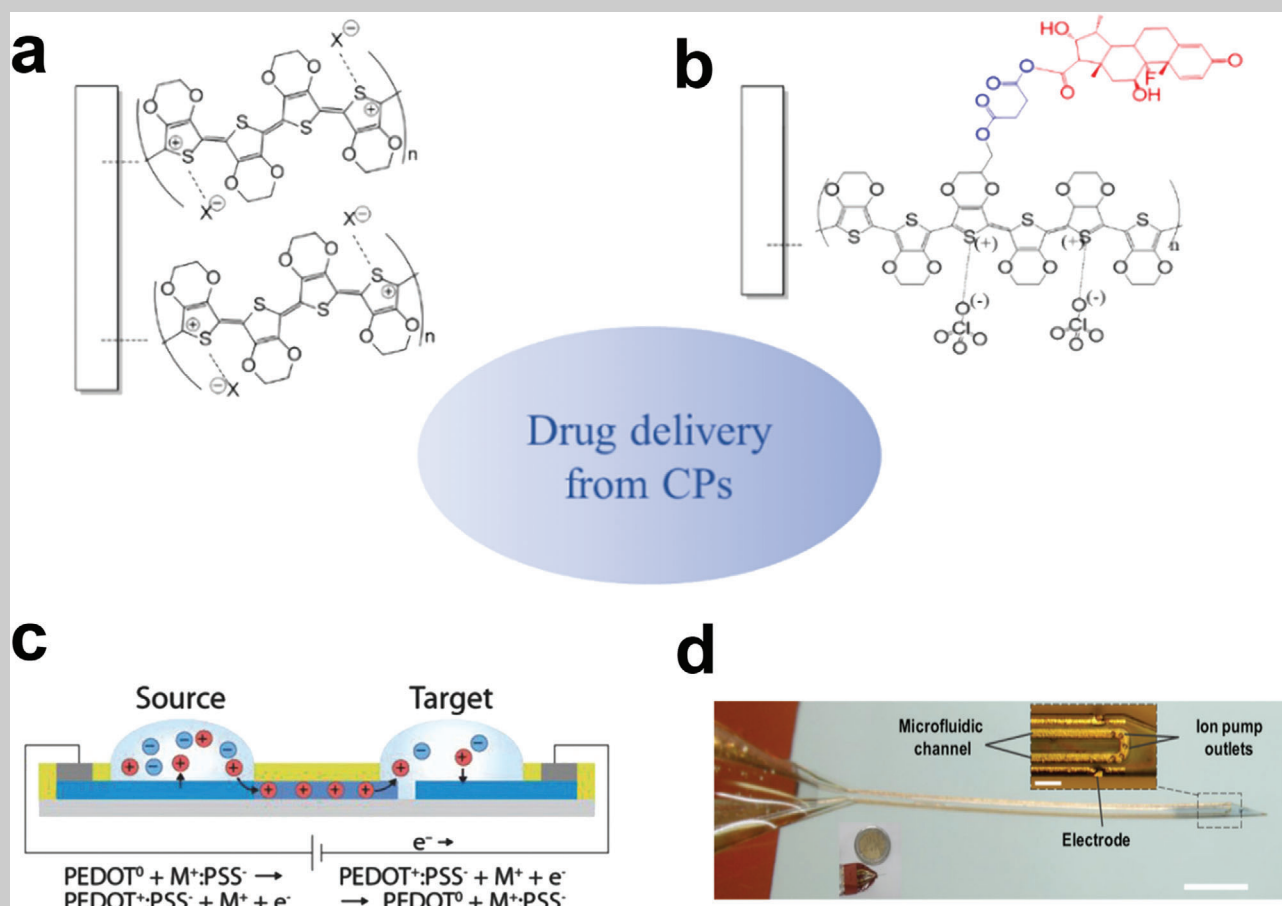 a
b
Drug delivery
from CPs
c
Source
Target
e⁻ →
PEDOT⁰ + M⁺:PSS⁻ →
PEDOT⁺:PSS⁻ + M⁺ + e⁻
PEDOT⁺:PSS⁻ + M⁺ + e⁻
→ PEDOT⁰ + M⁺:PSS⁻
d
Microfluidic
channel
Ion pump
outlets
Electrode